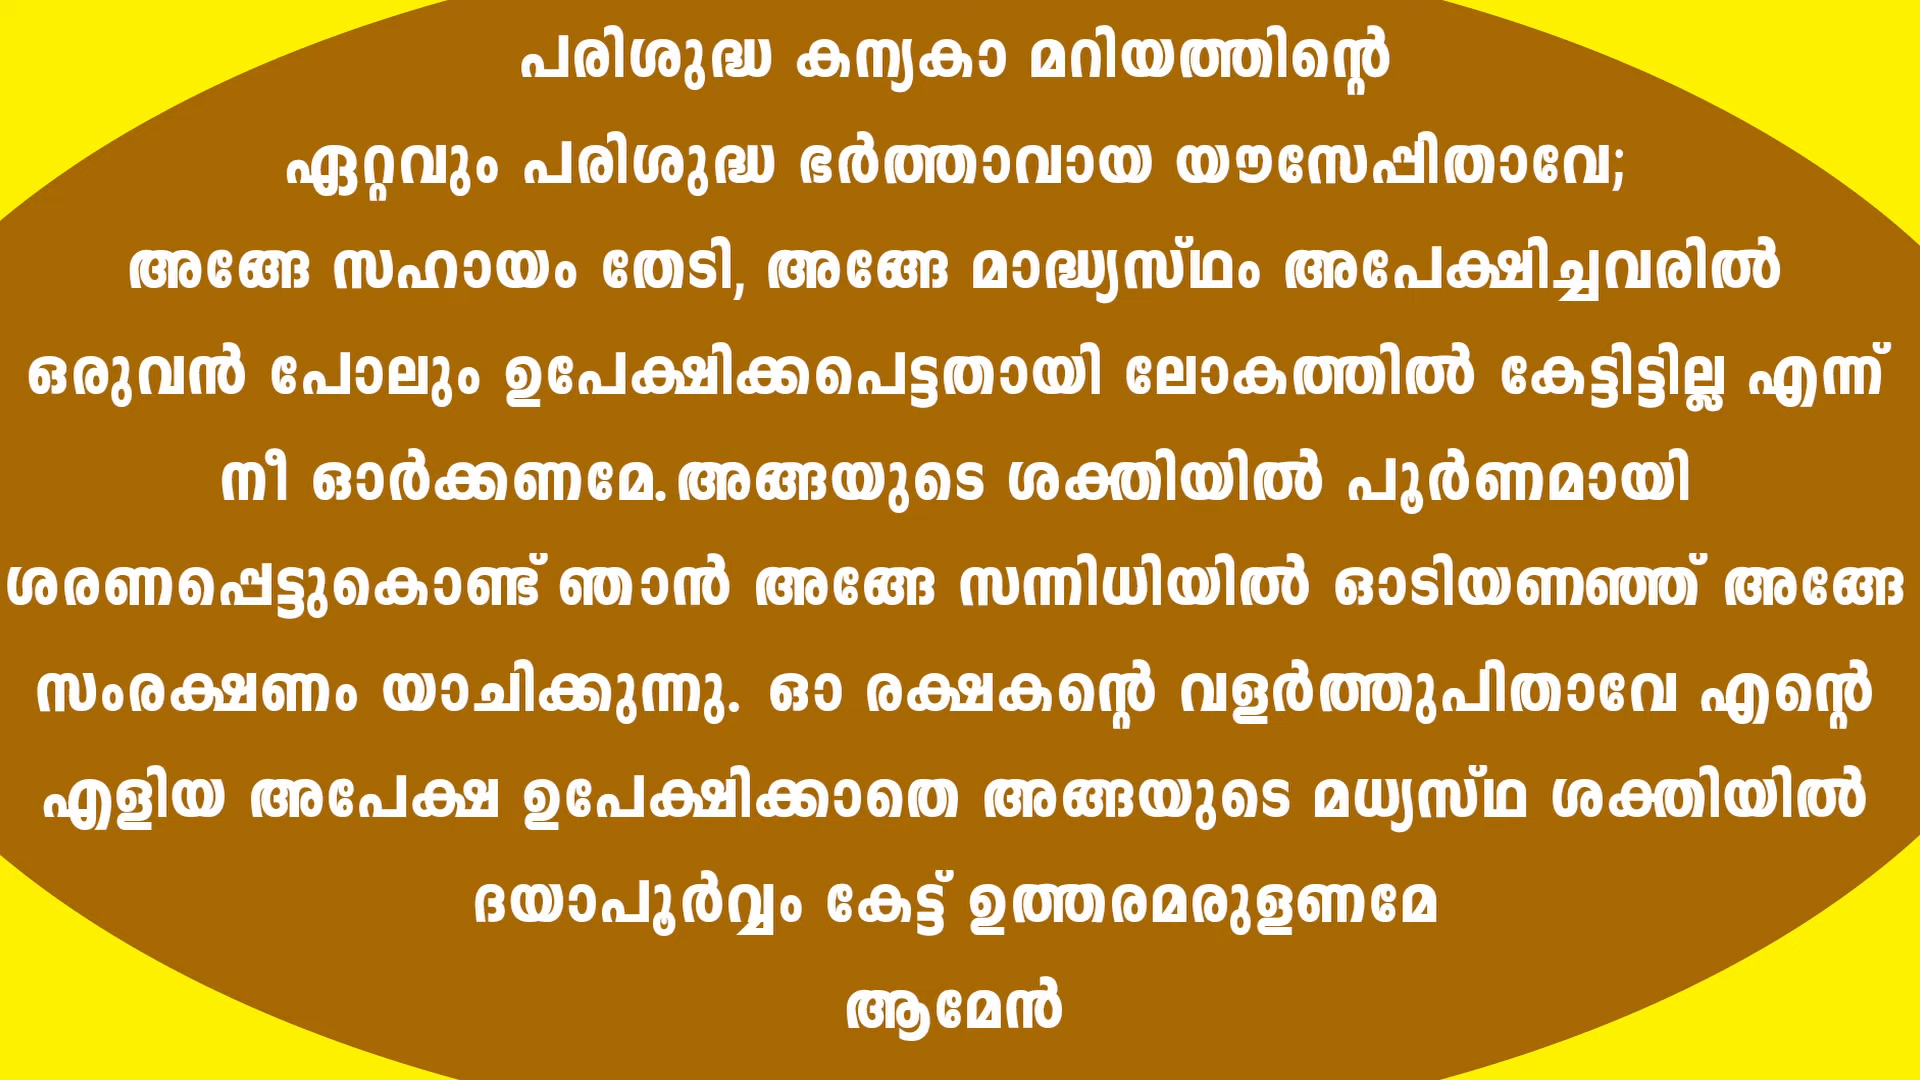 പരിശുദ്ധ കന്യകാ മറിയത്തിന്റെ
ഏറ്റവും പരിശുദ്ധ ഭർത്താവായ യൗസേപ്പിതാവേ;
അങ്ങേ സഹായം തേടി, അങ്ങേ മാദ്ധ്യസ്ഥം അപേക്ഷിച്ചവരിൽ
ഒരുവൻ പോലും ഉപേക്ഷിക്കപെട്ടതായി ലോകത്തിൽ കേട്ടിട്ടില്ല എന്ന്
നീ ഓർക്കണമേ. അങ്ങയുടെ ശക്തിയിൽ പൂർണമായി
ശരണപ്പെട്ടുകൊണ്ട് ഞാൻ അങ്ങേ സന്നിധിയിൽ ഓടിയണഞ്ഞ് അങ്ങേ
സംരക്ഷണം യാചിക്കുന്നു. ഓ രക്ഷകന്റെ വളർത്തുപിതാവേ എന്റെ
എളിയ അപേക്ഷ ഉപേക്ഷിക്കാതെ അങ്ങയുടെ മധ്യസ്ഥ ശക്തിയിൽ
ദയാപൂർവ്വം കേട്ട് ഉത്തരമരുളണമേ
ആമേൻ